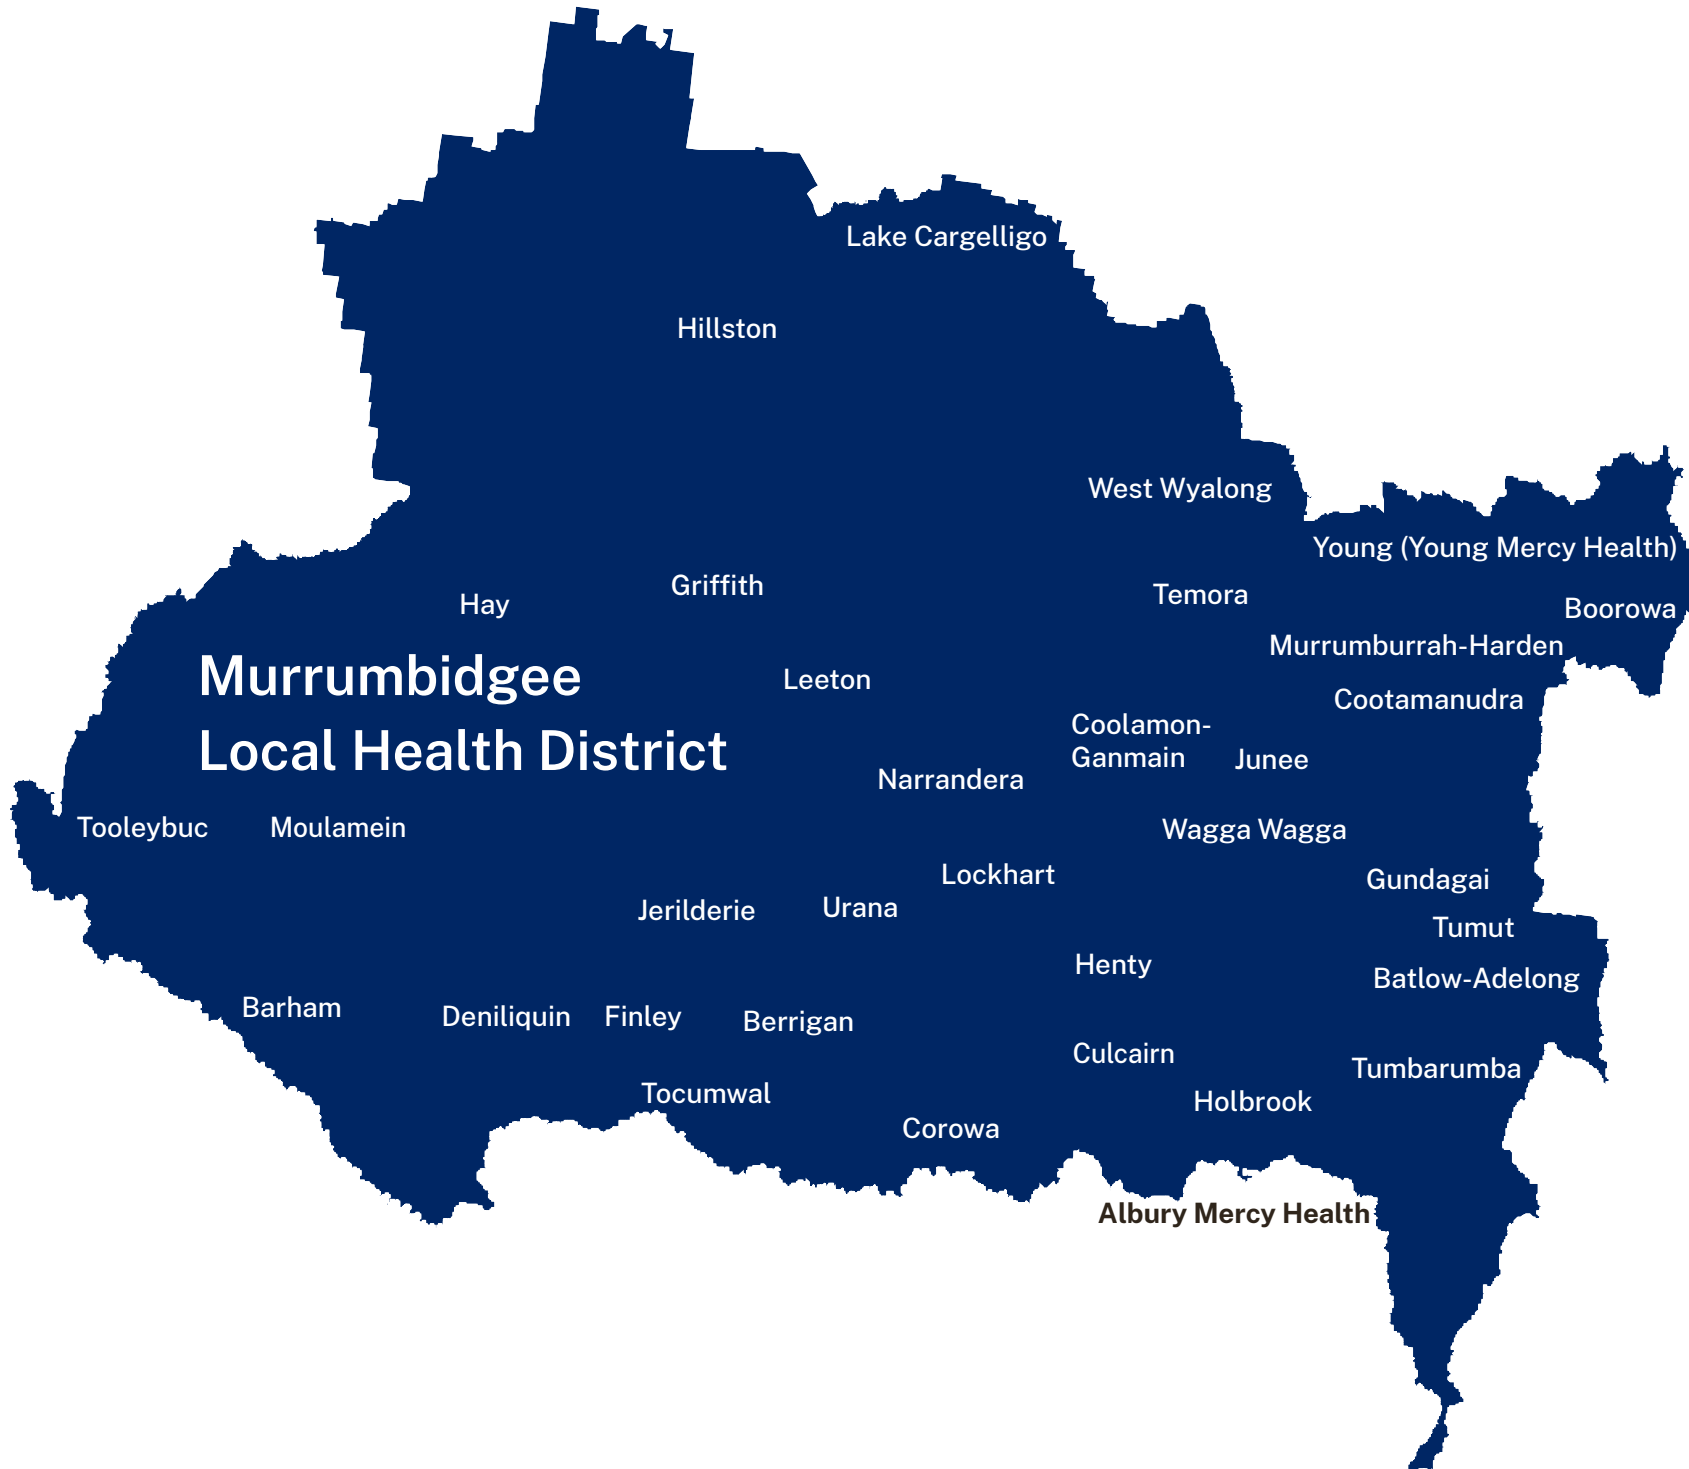 Lake Cargelligo
Hillston
West Wyalong
Young (Young Mercy Health)
Griffith
Temora
Hay
Boorowa
Murrumburrah-Harden
Murrumbidgee
Local Health District
Leeton
Cootamanudra
Coolamon-
Ganmain
Junee
Narrandera
Tooleybuc
Moulamein
Wagga Wagga
Lockhart
Gundagai
Jerilderie
Urana
Tumut
Henty
Batlow-Adelong
Barham
Deniliquin
Finley
Berrigan
Culcairn
Tumbarumba
Tocumwal
Holbrook
Corowa
Albury Mercy Health